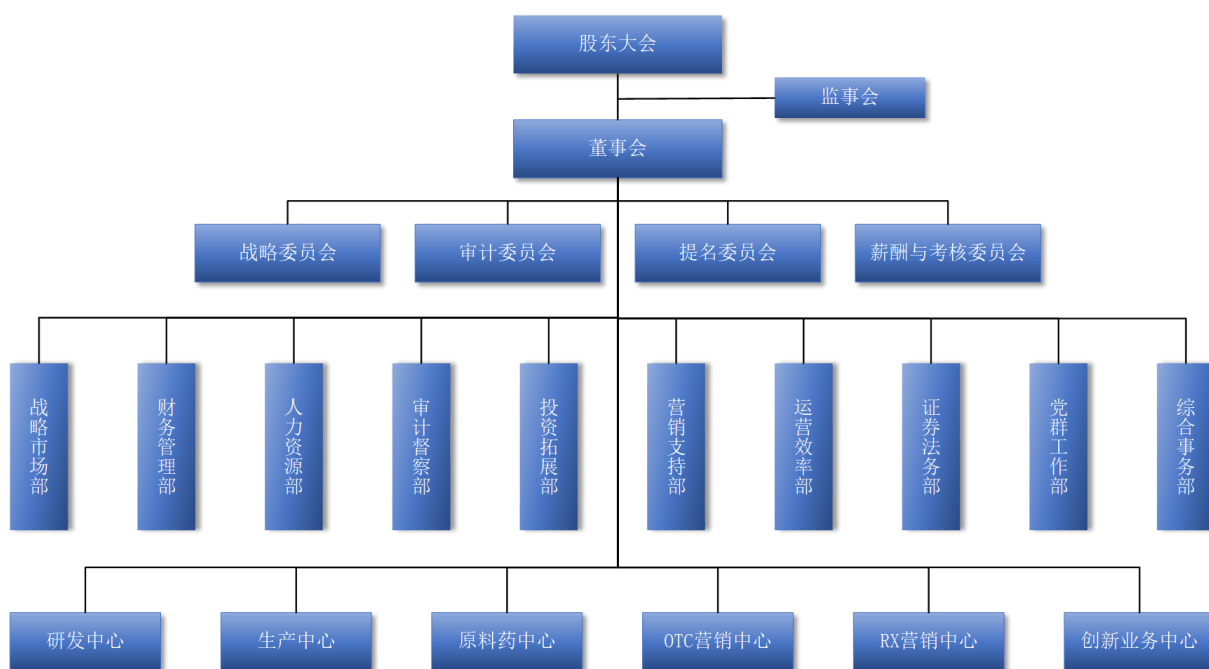 股东大会
监事会
董事会
战略委员会
审计委员会
提名委员会
薪酬与考核委员会
战略市场部
财务管理部
人力资源部
审计督察部
投资拓展部
营销支持部
运营效率部
证券法务部
党群工作部
综合事务部
研发中心
生产中心
原料药中心
OTC营销中心
RX营销中心
创新业务中心